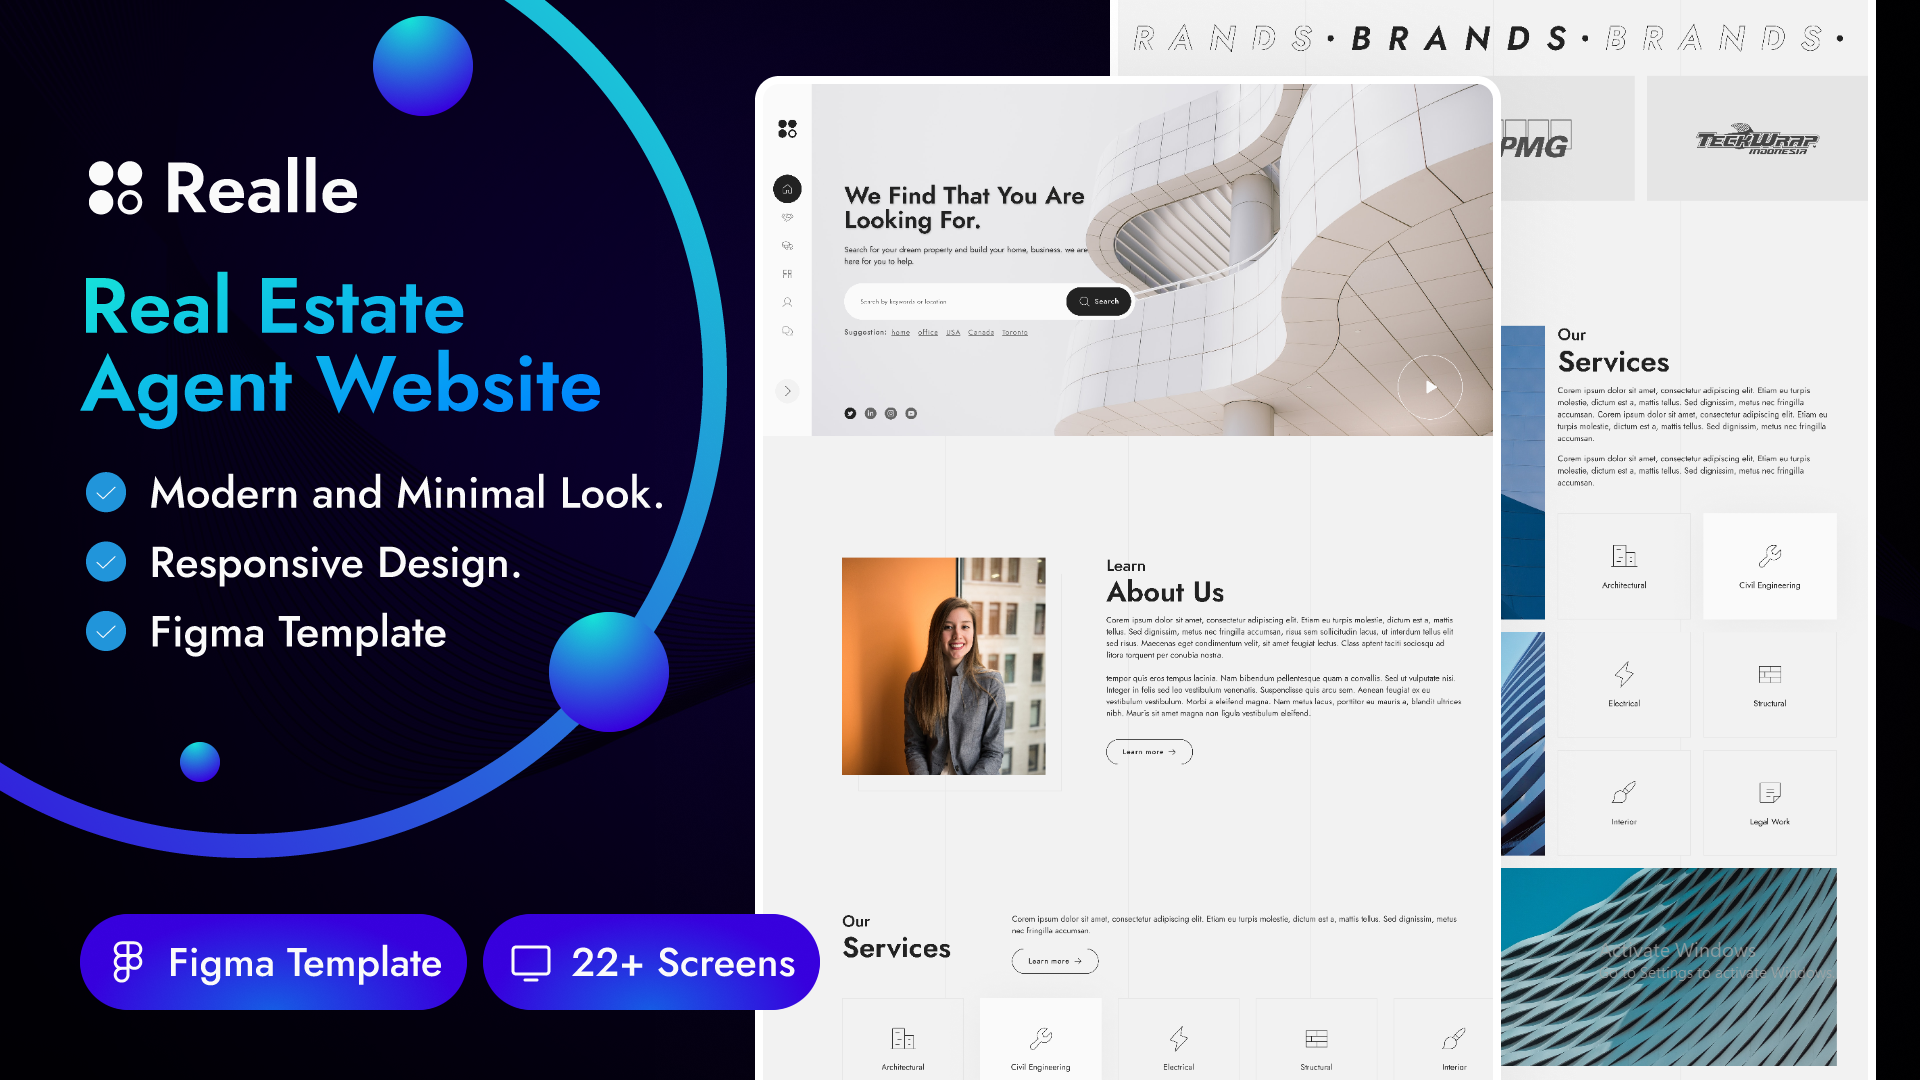 Realle
Real Estate
Agent Website
Modern and Minimal Look.
Responsive Design.
Figma Template
Figma Template
22+ Screens
We Find That You Are
Looking For.
Search for your dream property and build your home, business. we are
here for you to help.
Search by keywords or location
Search
Suggestion: home office USA Canada Toronto
Learn
About Us
Corem ipsum dolor sit amet, consectetur adipiscing elit. Etiam eu turpis molestie, dictum est a, mattis
tellus. Sed dignissim, metus nec fringilla accumsan, risus sem sollicitudin lacus, ut interdum tellus elit
sed risus. Maecenas eget condimentum velit, sit amet feugiat lectus. Class aptent taciti sociosqu ad
litora torquent per conubia nostra.
tempor quis eros tempus lacinia. Nam bibendum pellentesque quam a convallis. Sed ut vulputate nisi.
Integer in felis sed leo vestibulum venenatis. Suspendisse quis arcu sem. Aenean feugiat ex eu
vestibulum vestibulum. Morbi a eleifend magna. Nam metus lacus, porttitor eu mauris a, blandit ultrices
nibh. Mauris sit amet magna non ligula vestibulum eleifend.
Learn more
Our
Services
Corem ipsum dolor sit amet, consectetur adipiscing elit. Etiam eu turpis molestie, dictum est a, mattis tellus. Sed dignissim, metus
nec fringilla accumsan.
Learn more
Architectural
Civil Engineering
Electrical
Structural
Interior
RANDS • BRANDS • BRANDS •
PMG
TECKWRAP
INDONESIA
Our
Services
Corem ipsum dolor sit amet, consectetur adipiscing elit. Etiam eu turpis
molestie, dictum est a, mattis tellus. Sed dignissim, metus nec fringilla
accumsan. Corem ipsum dolor sit amet, consectetur adipiscing elit. Etiam eu
turpis molestie, dictum est a, mattis tellus. Sed dignissim, metus nec fringilla
accumsan.
Corem ipsum dolor sit amet, consectetur adipiscing elit. Etiam eu turpis
molestie, dictum est a, mattis tellus. Sed dignissim, metus nec fringilla
accumsan.
Architectural
Civil Engineering
Electrical
Structural
Interior
Legal Work
Activate Windows
Go to Settings to activate Windows.